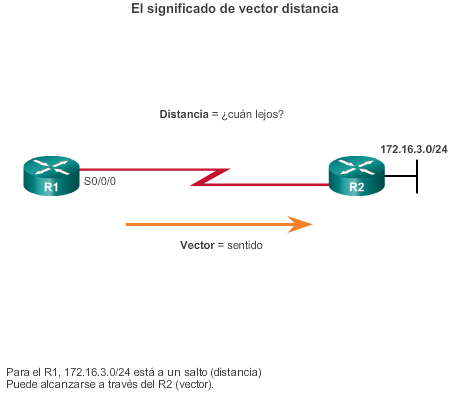 El significado de vector distancia
Distancia = ¿cuán lejos?
172.16.3.0/24
S0/0/0
R1
R2
Vector = sentido
Para el R1, 172.16.3.0/24 está a un salto (distancia)
Puede alcanzarse a través del R2 (vector).